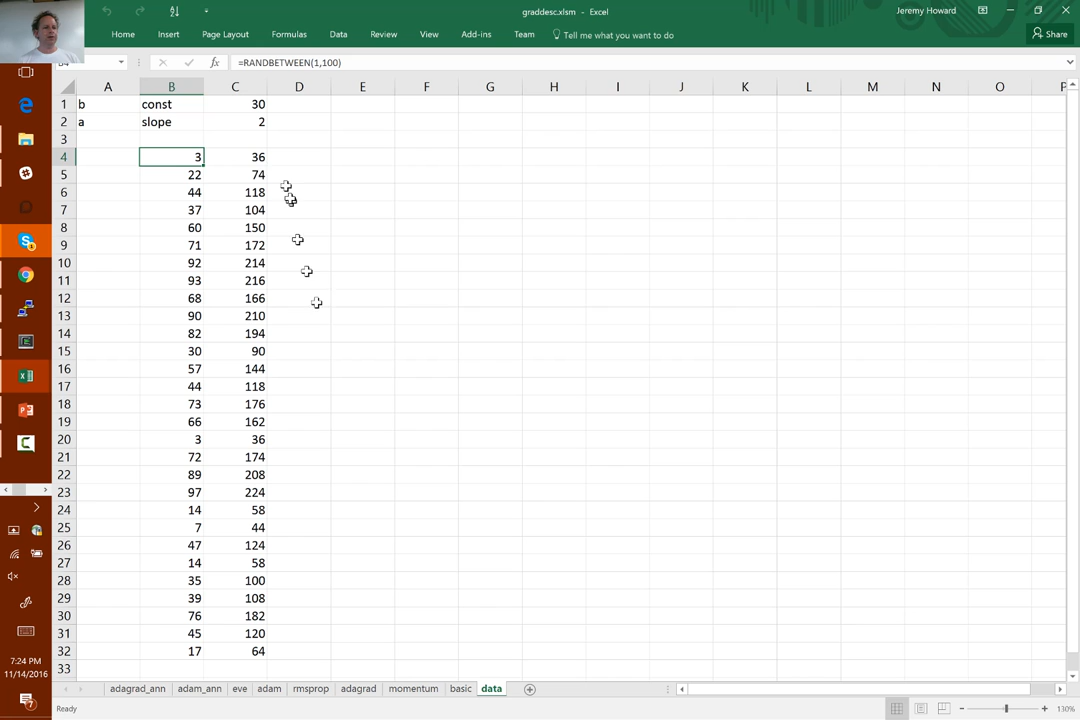 graddesc.xlsm - Excel
Jeremy Howard
Home Insert Page Layout Formulas Data Review View Add-ins Team Tell me what you want to do Share
=RANDBETWEEN(1,100)
A B C D E F G H I J K L M N O P
1 b const 30
2 a slope 2
3
4 3 36
5 22 74
6 44 118
7 37 104
8 60 150
9 71 172
10 92 214
11 93 216
12 68 166
13 90 210
14 82 194
15 30 90
16 57 144
17 44 118
18 73 176
19 66 162
20 3 36
21 72 174
22 89 208
23 97 224
24 14 58
25 7 44
26 47 124
27 14 58
28 35 100
29 39 108
30 76 182
31 45 120
32 17 64
33
7:24 PM
11/14/2016
adagrad_ann adam_ann eve adam rmsprop adagrad momentum basic data
Ready 130%